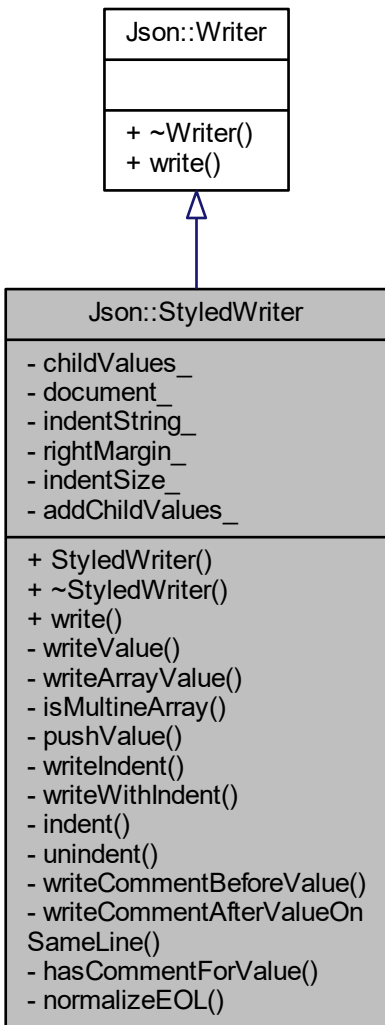 Json::Writer
+ ~Writer()
+ write()
Json::StyledWriter
- childValues_
- document_
- indentString_
- rightMargin_
- indentSize_
- addChildValues_
+ StyledWriter()
+ ~StyledWriter()
+ write()
- writeValue()
- writeArrayValue()
- isMultineArray()
- pushValue()
- writeIndent()
- writeWithIndent()
- indent()
- unindent()
- writeCommentBeforeValue()
- writeCommentAfterValueOn
SameLine()
- hasCommentForValue()
- normalizeEOL()